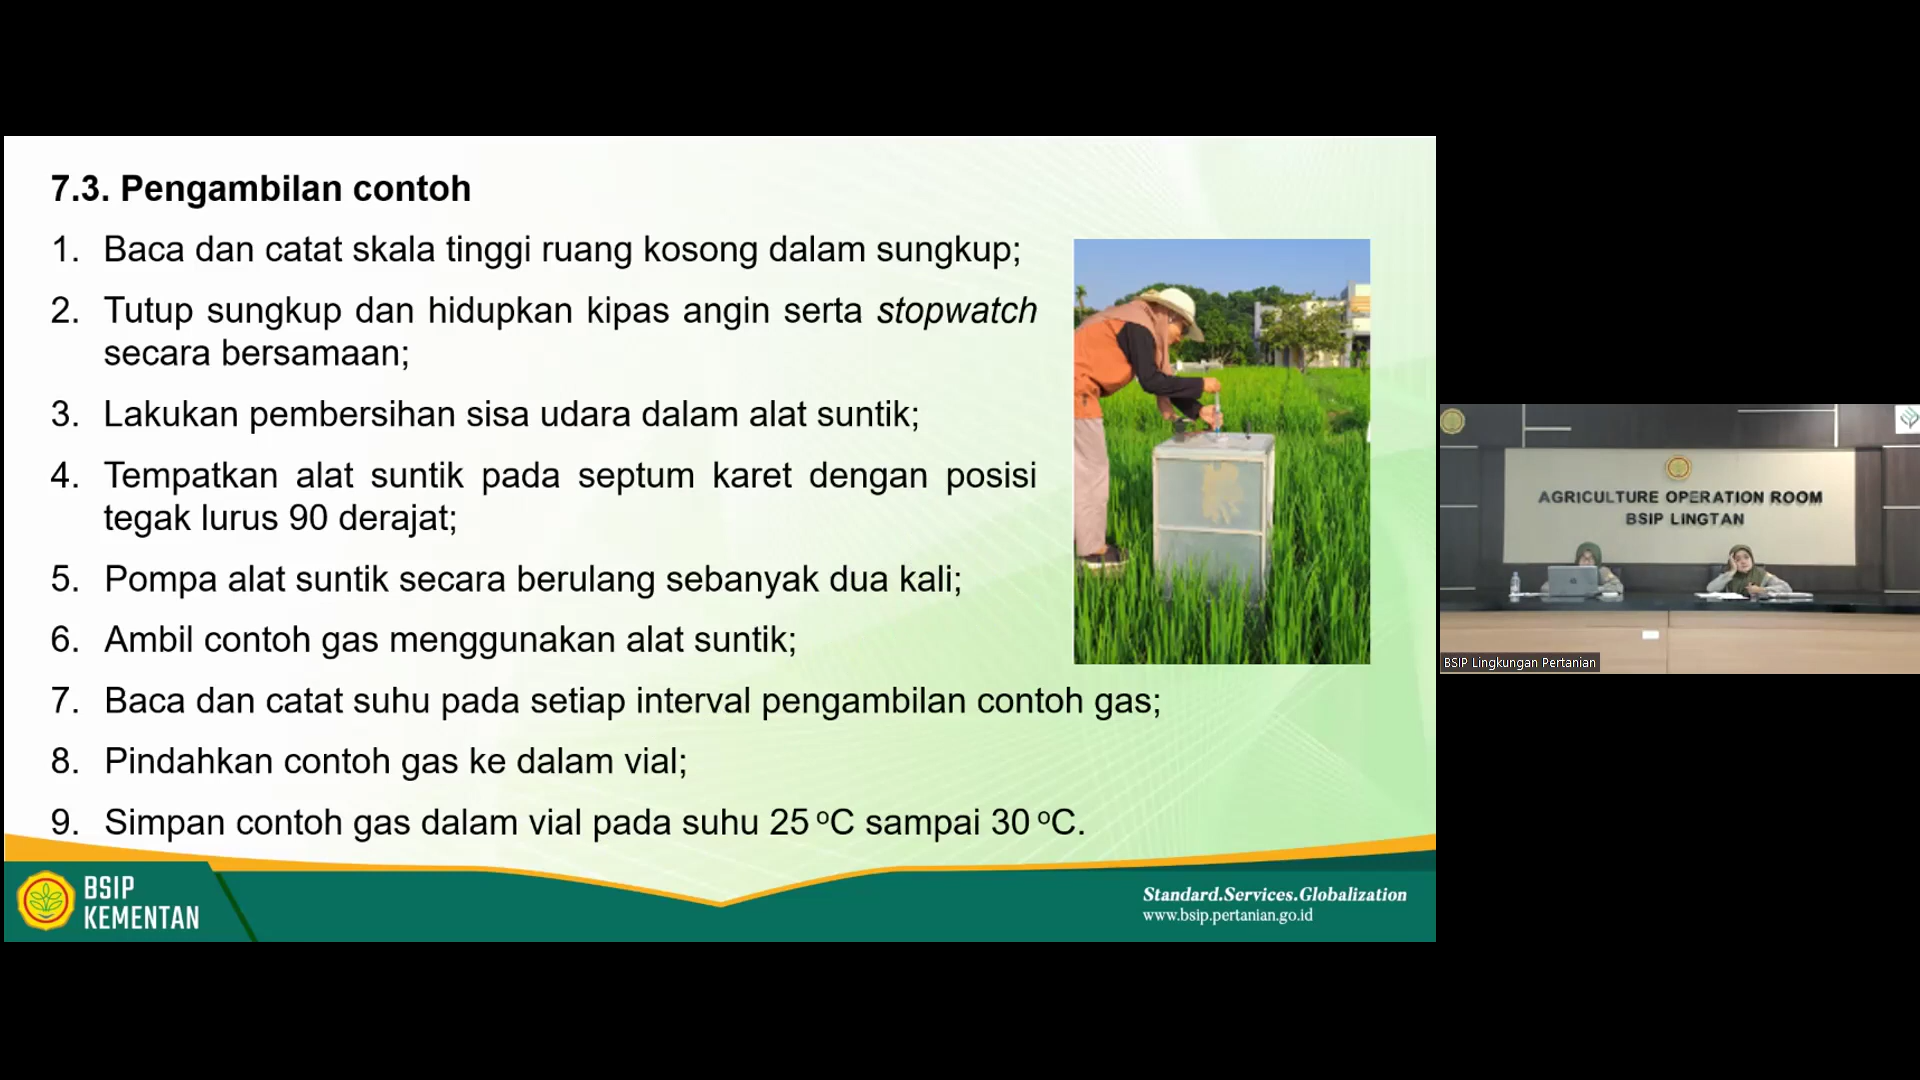 7.3. Pengambilan contoh
1. Baca dan catat skala tinggi ruang kosong dalam sungkup;
2. Tutup sungkup dan hidupkan kipas angin serta stopwatch
secara bersamaan;
3. Lakukan pembersihan sisa udara dalam alat suntik;
4. Tempatkan alat suntik pada septum karet dengan posisi
tegak lurus 90 derajat;
5. Pompa alat suntik secara berulang sebanyak dua kali;
6. Ambil contoh gas menggunakan alat suntik;
7. Baca dan catat suhu pada setiap interval pengambilan contoh gas;
8. Pindahkan contoh gas ke dalam vial;
9. Simpan contoh gas dalam vial pada suhu 25 ºC sampai 30 ºC.
BSIP
KEMENTAN
Standard.Services.Globalization
www.bsip.pertanian.go.id
AGRICULTURE OPERATION ROOM
BSIP LINGTAN
BSIP Lingkungan Pertanian